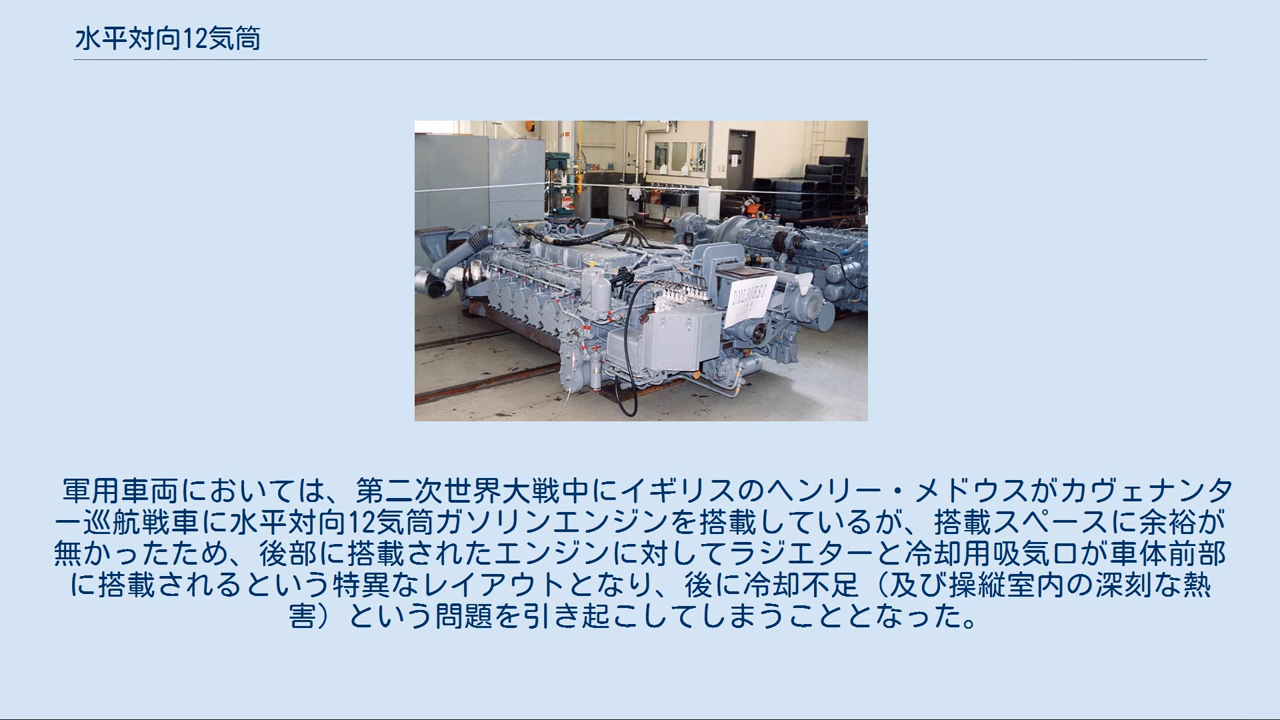 水平対向12気筒
軍用車両においては、第二次世界大戦中にイギリスのヘンリー・メドウスがカヴェナンタ
ー巡航戦車に水平対向12気筒ガソリンエンジンを搭載しているが、搭載スペースに余裕が
無かったため、後部に搭載されたエンジンに対してラジエターと冷却用吸気口が車体前部
に搭載されるという特異なレイアウトとなり、後に冷却不足（及び操縦室内の深刻な熱
害）という問題を引き起こしてしまうこととなった。